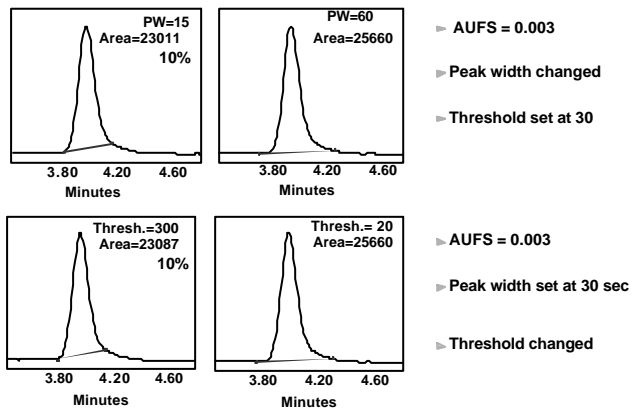 PW=15
Area=23011
10%
3.80 4.20 4.60
Minutes
PW=60
Area=25660
3.80 4.20 4.60
Minutes
AUFS = 0.003
Peak width changed
Threshold set at 30
Thresh.=300
Area=23087
10%
3.80 4.20 4.60
Minutes
Thresh.= 20
Area=25660
3.80 4.20 4.60
Minutes
AUFS = 0.003
Peak width set at 30 sec
Threshold changed